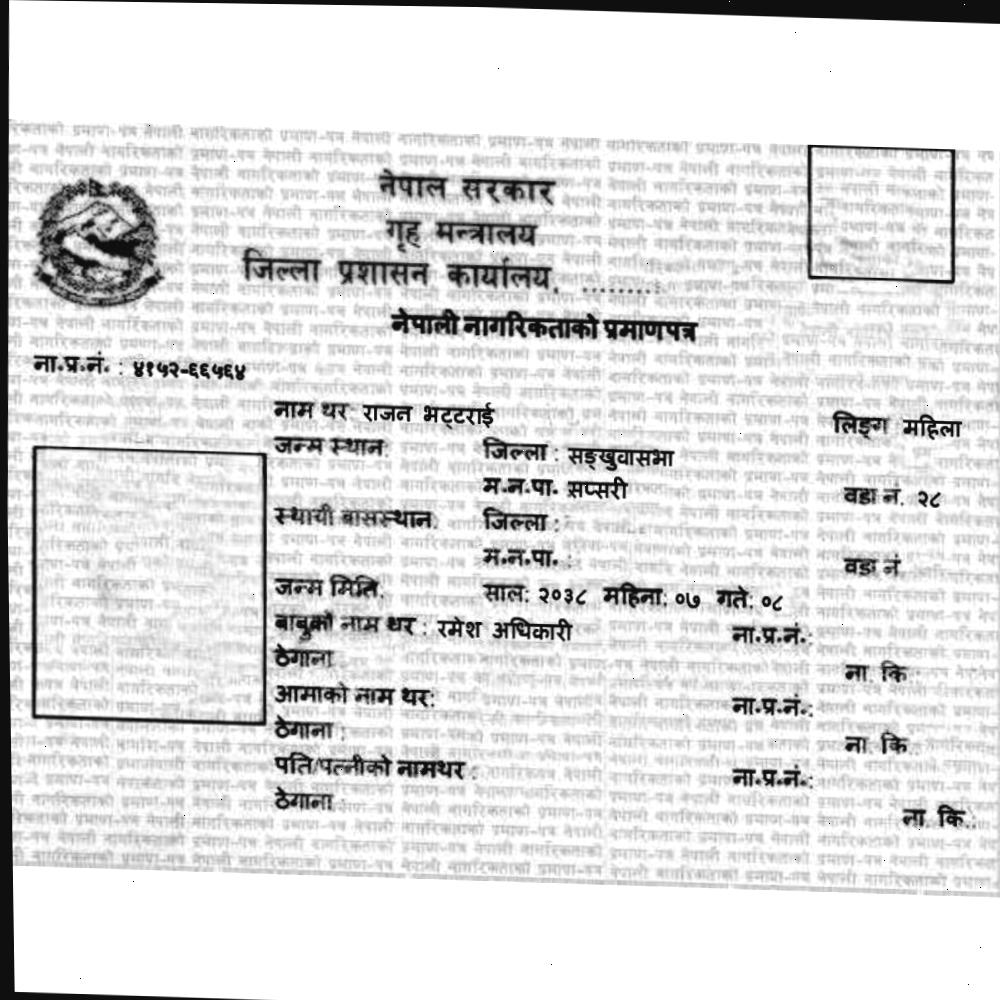 नेपाल सरकार
गृह मन्त्रालय
जिल्ला प्रशासन कार्यालय, .........
नेपाली नागरिकताको प्रमाणपत्र
ना.प्र.नं. : ४१५२-६६५६४
नाम थर: राजन भट्टराई लिङ्ग महिला
जन्म स्थान: जिल्ला : सङ्खुवासभा
म.न.पा. सप्सरी वडा नं. २८
स्थायी बासस्थान: जिल्ला :
म.न.पा. : वडा नं
जन्म मिति: साल: २०३८ महिना: ०७ गते: ०८
बाबुको नाम थर : रमेश अधिकारी ना.प्र.नं.:
ठेगाना ना. कि.:
आमाको नाम थर: ना.प्र.नं.:
ठेगाना : ना. कि.:
पति/पत्नीको नामथर : ना.प्र.नं.:
ठेगाना : ना. कि.: